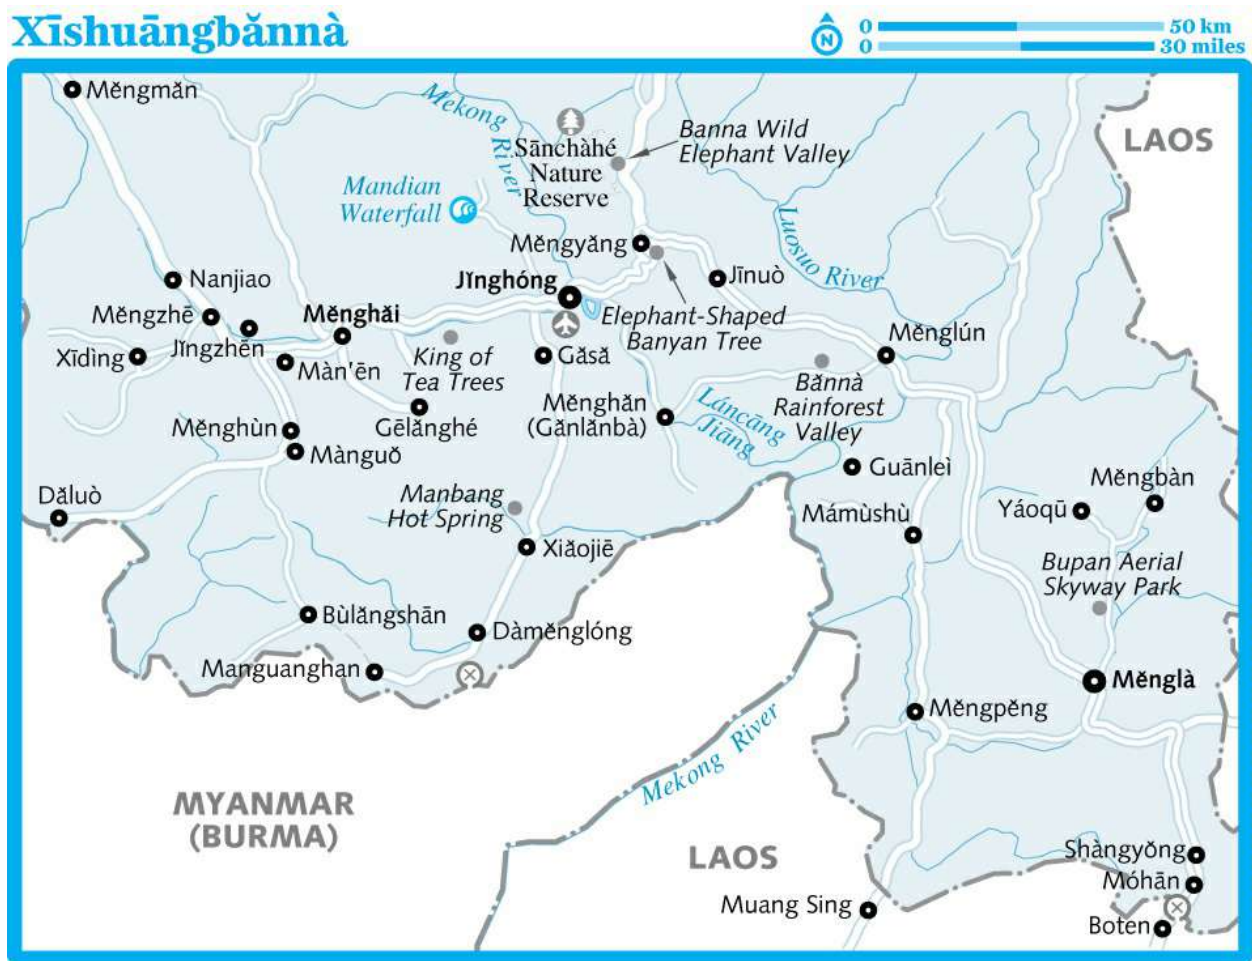 Xīshuāngbǎnnà
N
0
50 km
0
30 miles
Měngmǎn
Mekong
River
Sānchàhé
Nature
Reserve
Banna Wild
Elephant Valley
LAOS
Mandian
Waterfall
Luosuo River
Měngyǎng
Nanjiao
Jǐnghóng
Jīnuò
Měngzhē
Měnghǎi
Elephant-Shaped
Banyan Tree
Měnglún
Xīdìng
Jǐngzhēn
Màn'ēn
King of
Tea Trees
Gǎsǎ
Bǎnnà
Rainforest
Valley
Měnghǎn
(Gǎnlǎnbà)
Láncāng
Jiāng
Měnghùn
Gēlǎnghé
Mànguǒ
Guānleì
Měngbàn
Dǎluò
Manbang
Hot Spring
Mámùshù
Yáoqū
Xiǎojiē
Bupan Aerial
Skyway Park
Bùlǎngshān
Dàměnglóng
Manguanghan
Měnglà
Měngpěng
Mekong River
MYANMAR
(BURMA)
LAOS
Shàngyǒng
Móhān
Muang Sing
Boten